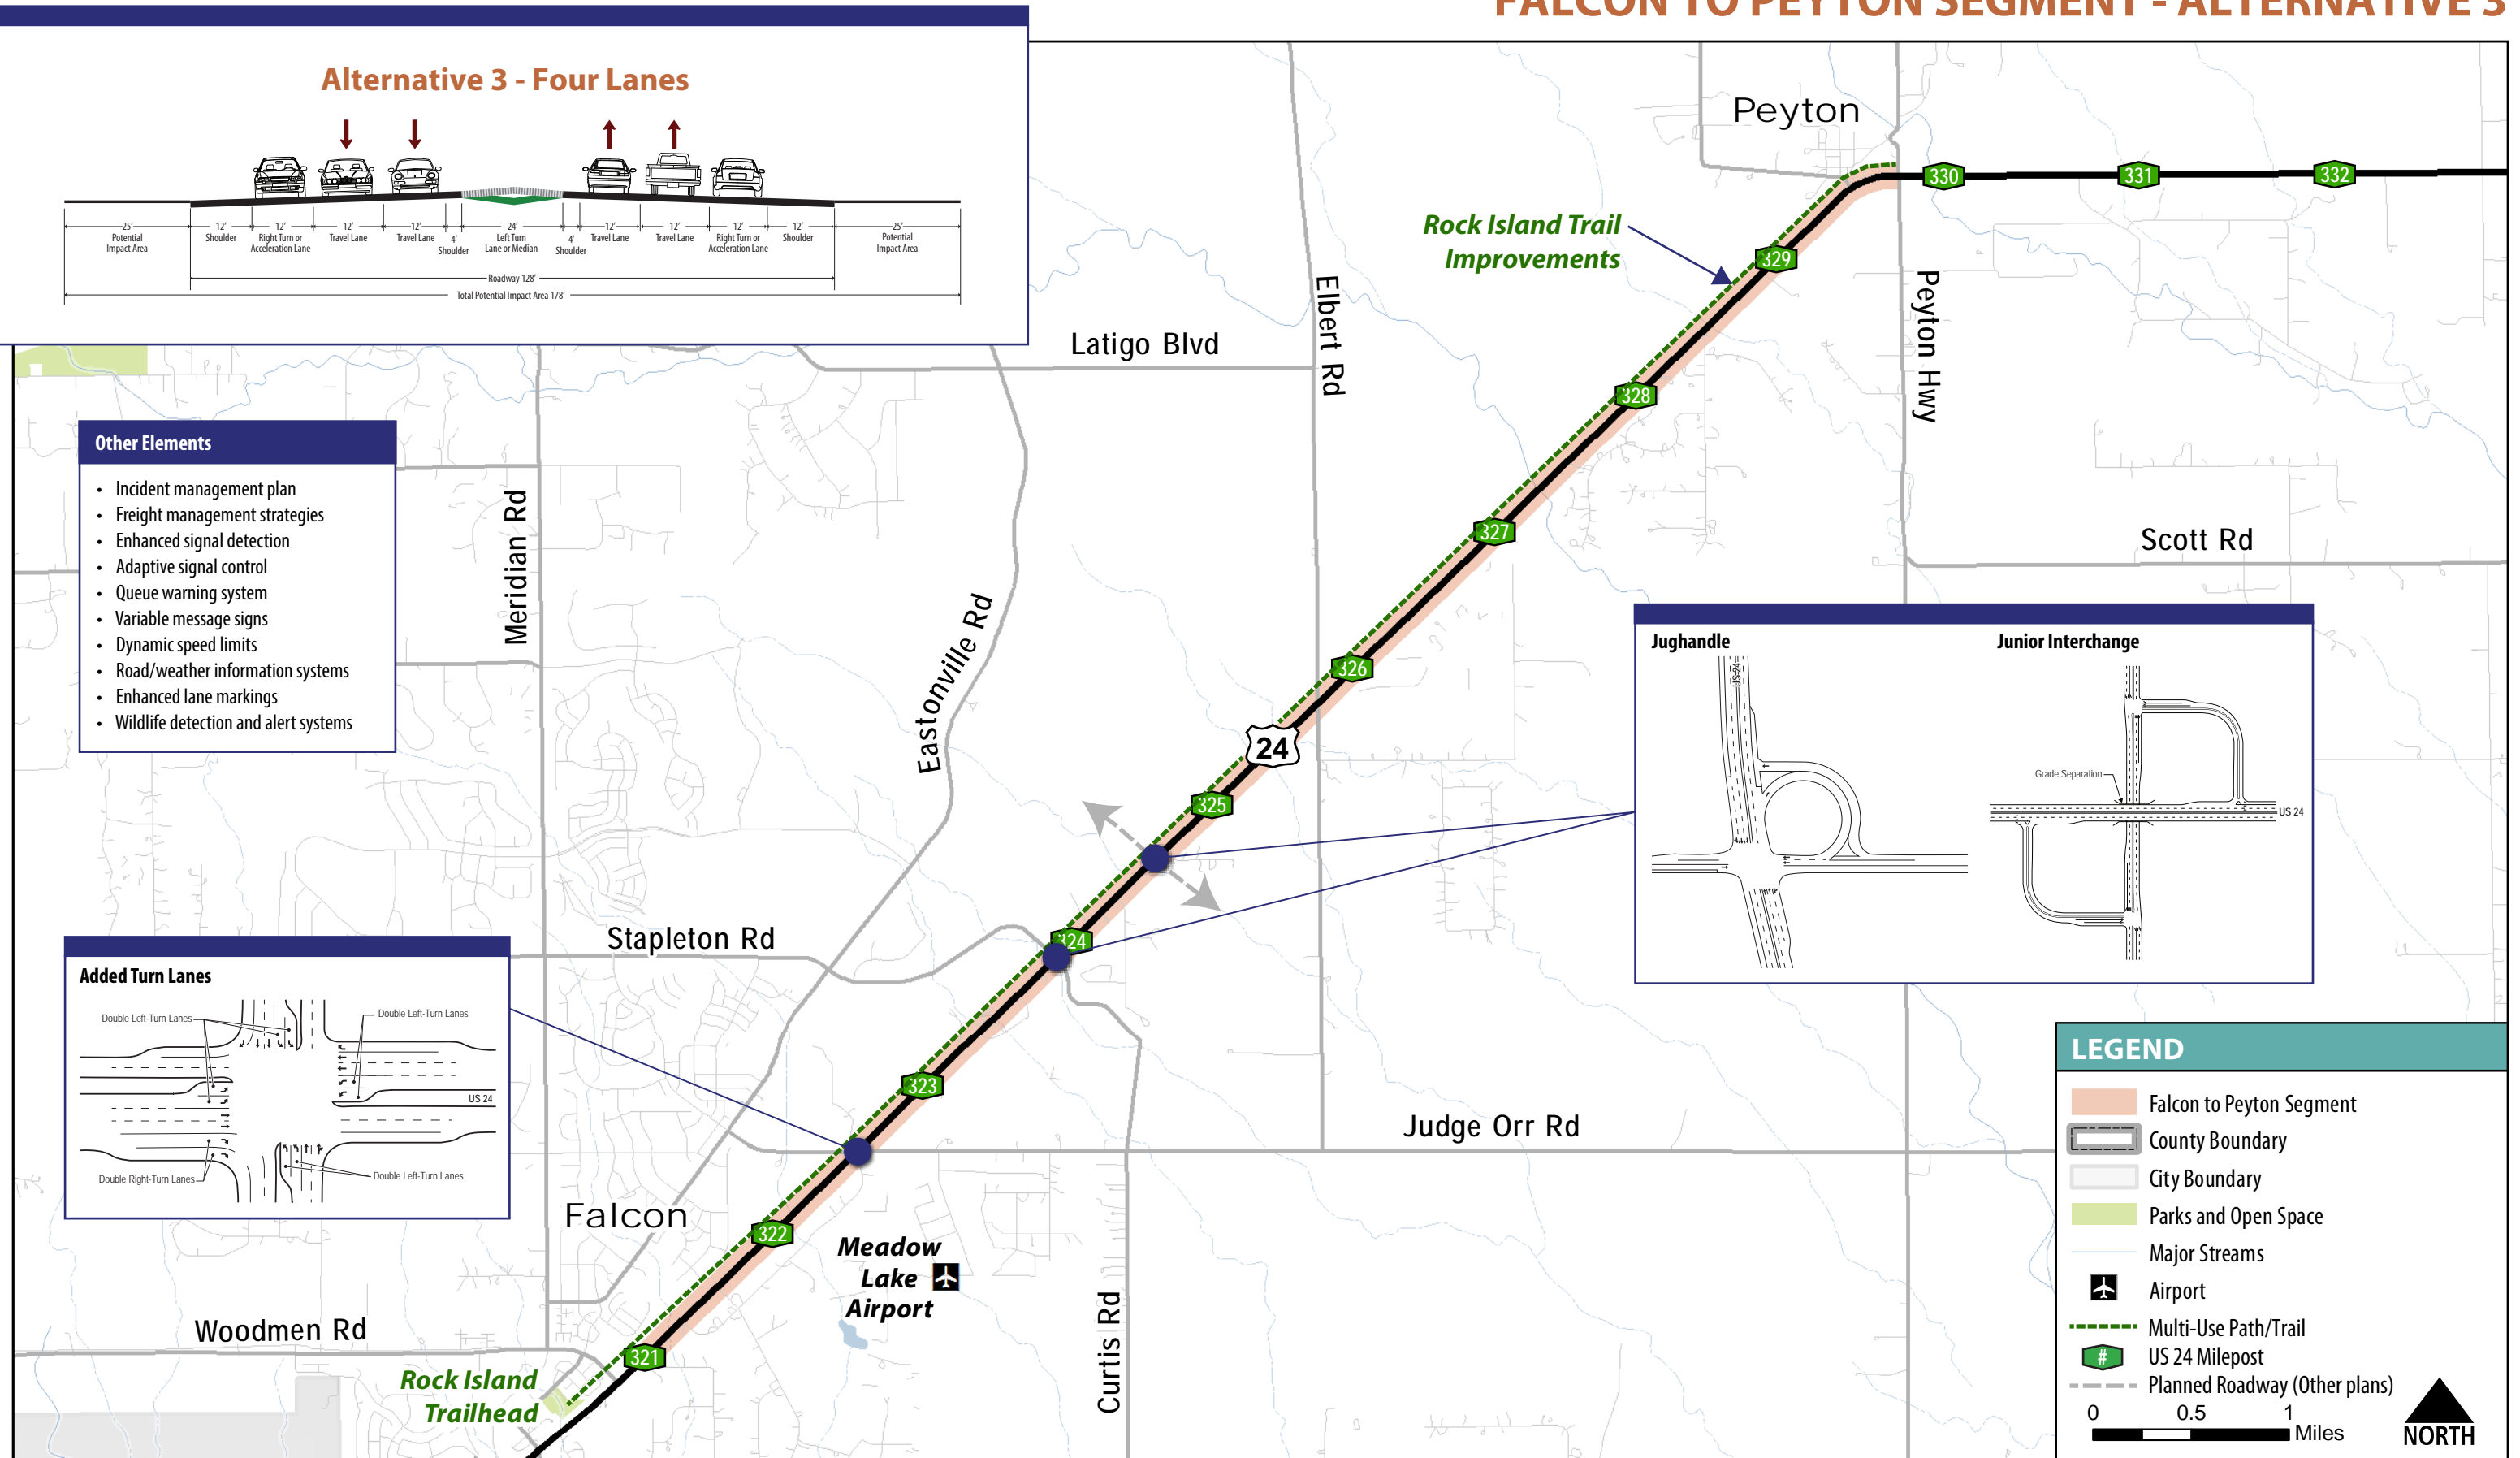 FALCON TO PEYTON SEGMENT - ALTERNATIVE 3
Alternative 3 - Four Lanes
25'
Potential
Impact Area
12'
Shoulder
12'
Right Turn or
Acceleration Lane
12'
Travel Lane
12'
Travel Lane
4'
Shoulder
24'
Left Turn
Lane or Median
4'
Shoulder
12'
Travel Lane
12'
Travel Lane
12'
Right Turn or
Acceleration Lane
12'
Shoulder
25'
Potential
Impact Area
Roadway 128'
Total Potential Impact Area 178'
Peyton
330
331
332
Rock Island Trail
Improvements
329
Elbert Rd
Peyton Hwy
Latigo Blvd
328
Other Elements
• Incident management plan
• Freight management strategies
• Enhanced signal detection
• Adaptive signal control
• Queue warning system
• Variable message signs
• Dynamic speed limits
• Road/weather information systems
• Enhanced lane markings
• Wildlife detection and alert systems
Meridian Rd
327
Scott Rd
Eastonville Rd
326
24
325
Jughandle
US 24
Junior Interchange
Grade Separation
US 24
Stapleton Rd
324
Added Turn Lanes
Double Left-Turn Lanes
Double Left-Turn Lanes
US 24
Double Right-Turn Lanes
Double Left-Turn Lanes
323
Judge Orr Rd
Falcon
322
Meadow
Lake
Airport
Curtis Rd
Woodmen Rd
321
Rock Island
Trailhead
LEGEND
Falcon to Peyton Segment
County Boundary
City Boundary
Parks and Open Space
Major Streams
Airport
Multi-Use Path/Trail
# US 24 Milepost
Planned Roadway (Other plans)
0 0.5 1
Miles
NORTH